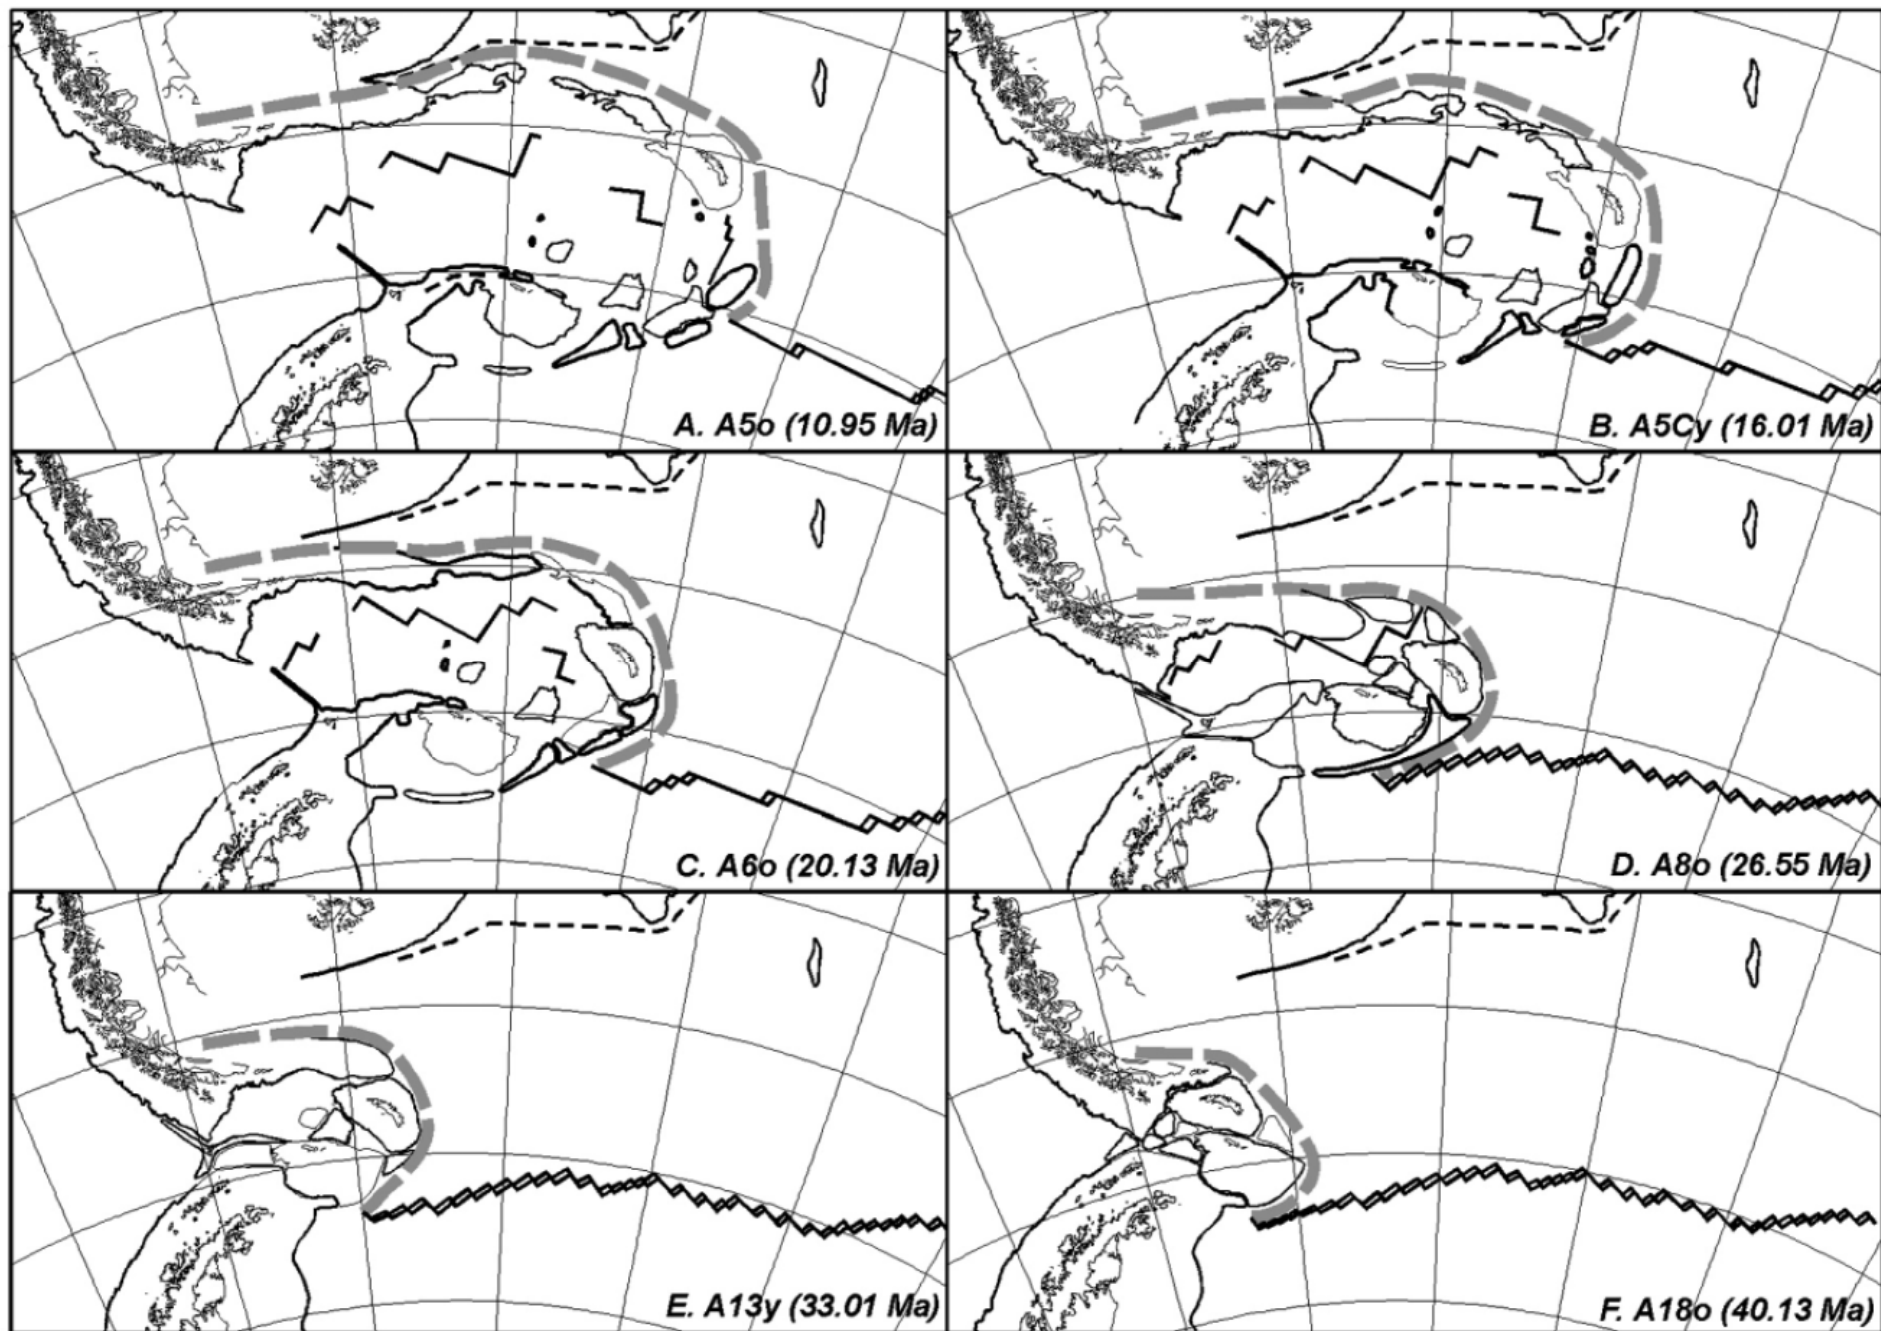 A. A5o (10.95 Ma)
B. A5Cy (16.01 Ma)
C. A6o (20.13 Ma)
D. A8o (26.55 Ma)
E. A13y (33.01 Ma)
F. A18o (40.13 Ma)